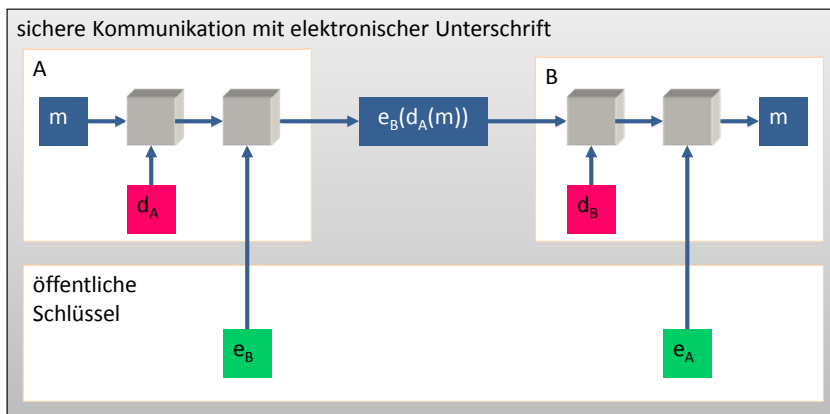 sichere Kommunikation mit elektronischer Unterschrift
A
m
e_B(d_A(m))
B
m
d_A
d_B
öffentliche
Schlüssel
e_B
e_A